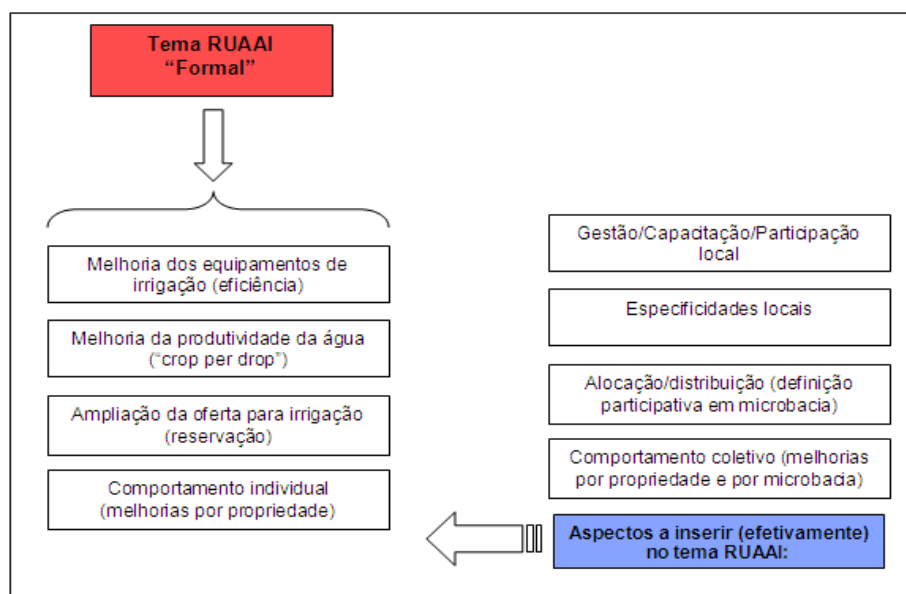 Tema RUAAI
“Formal”
Melhoria dos equipamentos de
irrigação (eficiência)
Melhoria da produtividade da água
(“crop per drop”)
Ampliação da oferta para irrigação
(reservação)
Comportamento individual
(melhorias por propriedade)
Gestão/Capacitação/Participação
local
Especificidades locais
Alocação/distribuição (definição
participativa em microbacia)
Comportamento coletivo (melhorias
por propriedade e por microbacia)
Aspectos a inserir (efetivamente)
no tema RUAAI: